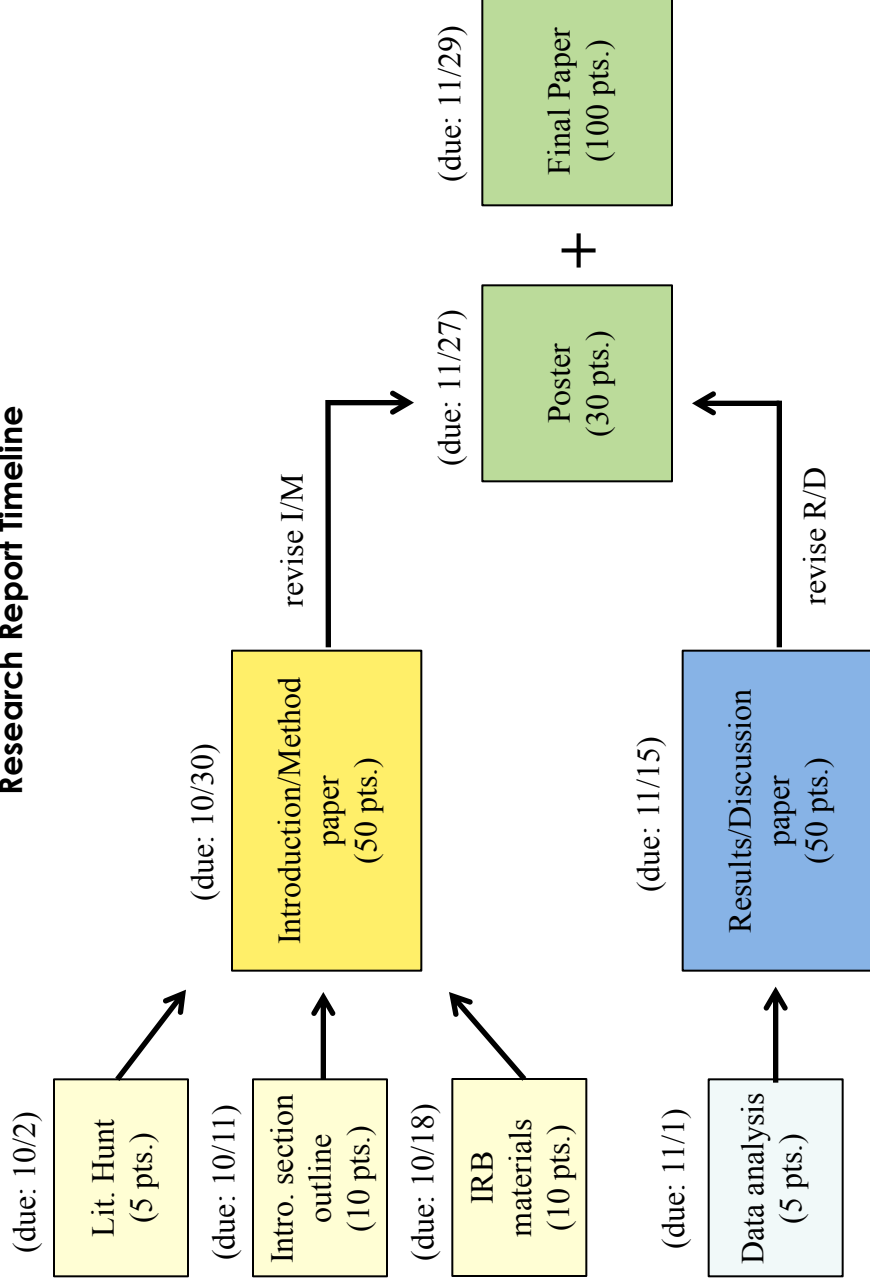 Research Report Timeline
(due: 10/2)
Lit. Hunt
(5 pts.)
(due: 10/11)
Intro. section
outline
(10 pts.)
(due: 10/18)
IRB
materials
(10 pts.)
(due: 10/30)
Introduction/Method
paper
(50 pts.)
revise I/M
(due: 11/1)
Data analysis
(5 pts.)
(due: 11/15)
Results/Discussion
paper
(50 pts.)
revise R/D
(due: 11/27)
Poster
(30 pts.)
+
(due: 11/29)
Final Paper
(100 pts.)